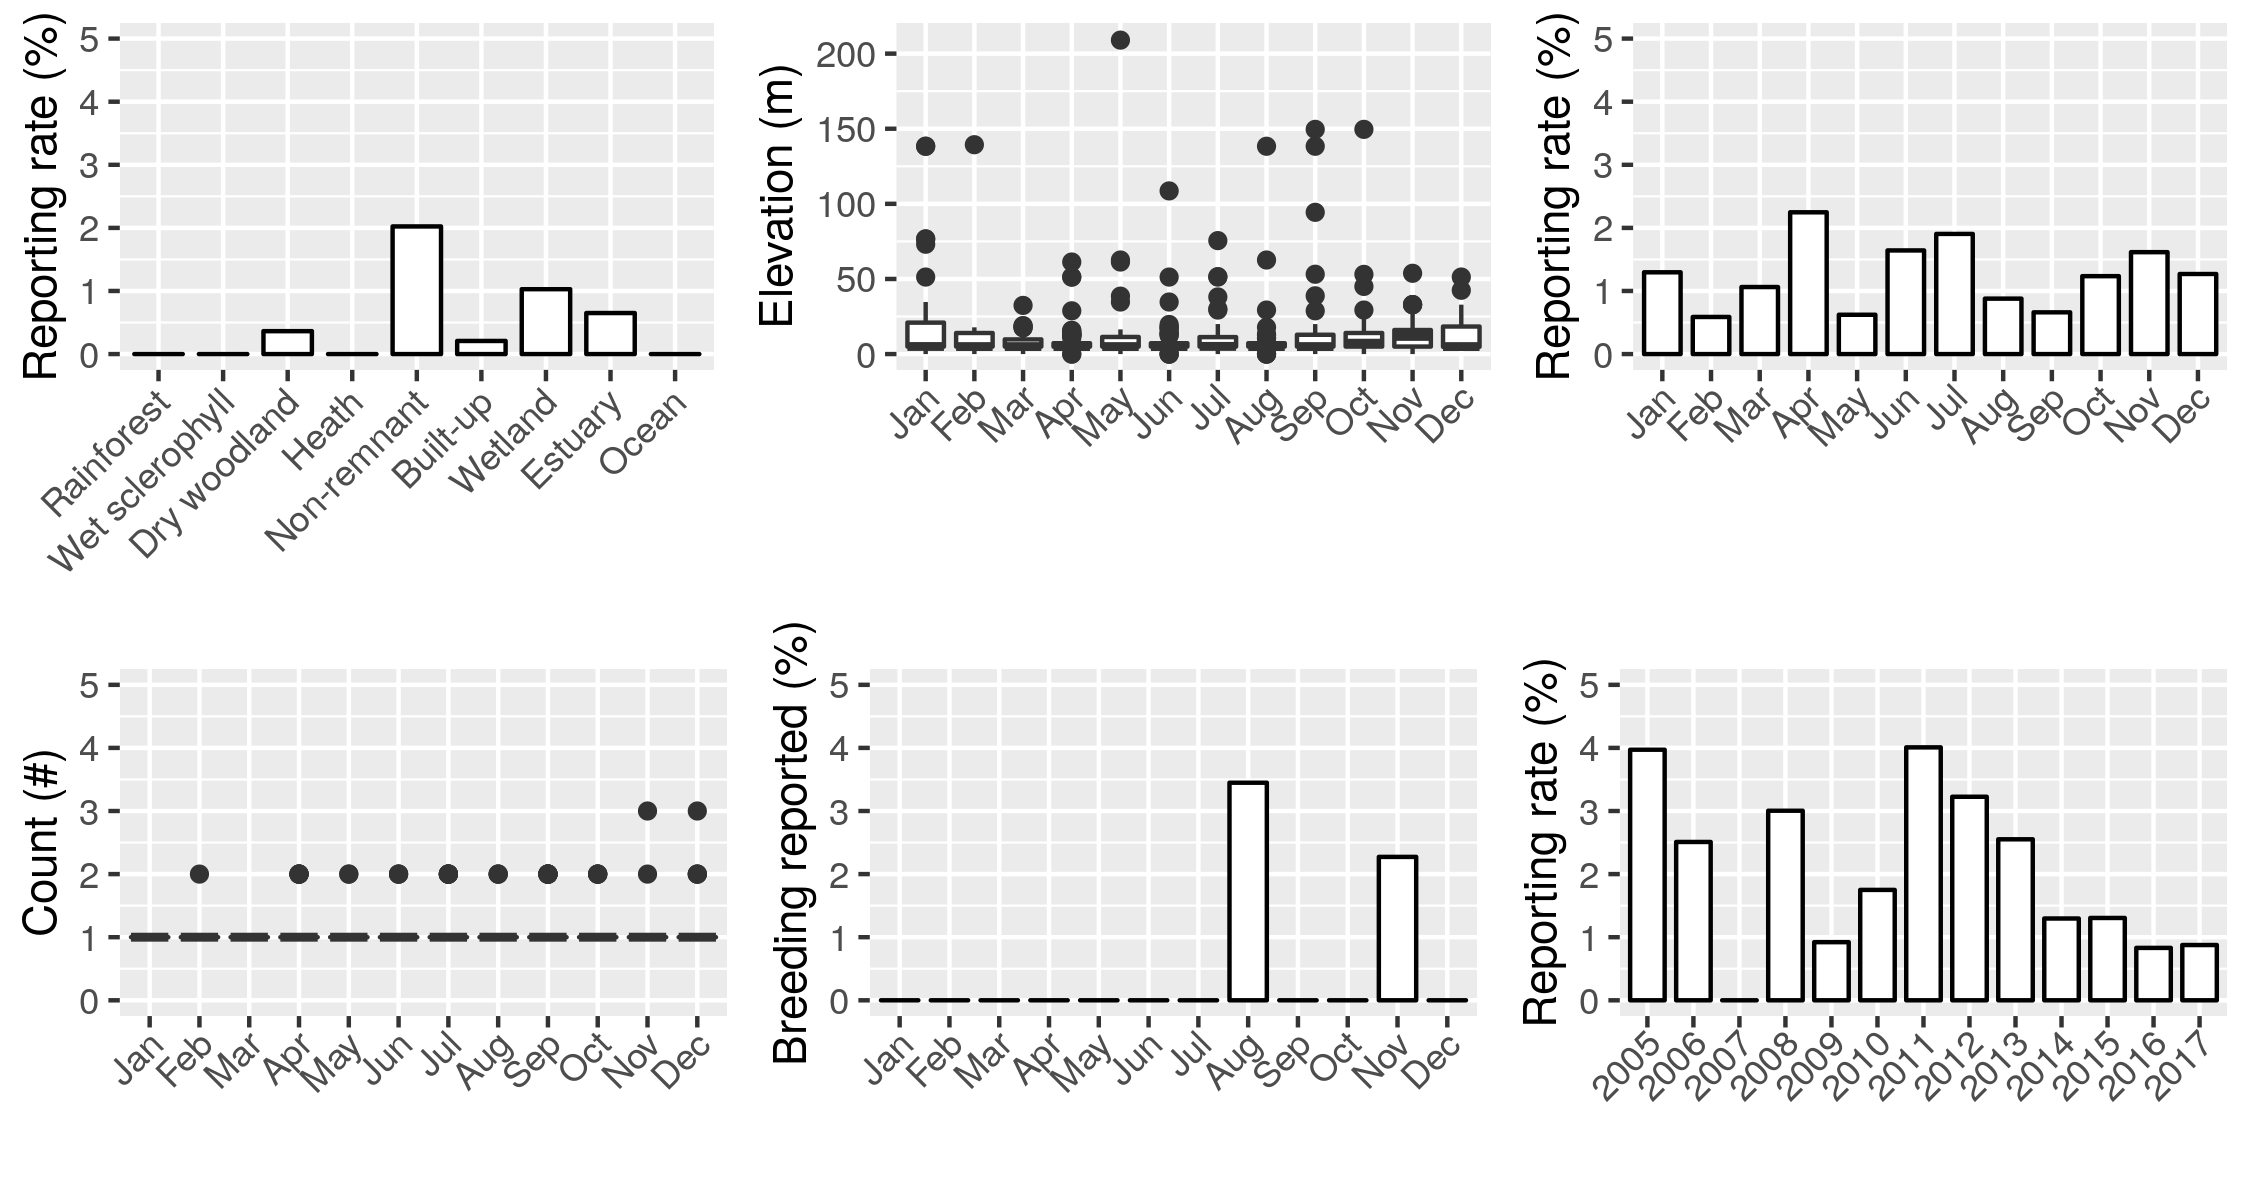 Reporting rate (%)
5
4
3
2
1
0
Rainforest
Wet sclerophyll
Dry woodland
Heath
Non-remnant
Built-up
Wetland
Estuary
Ocean
Elevation (m)
200
150
100
50
0
Jan
Feb
Mar
Apr
May
Jun
Jul
Aug
Sep
Oct
Nov
Dec
Reporting rate (%)
5
4
3
2
1
0
Jan
Feb
Mar
Apr
May
Jun
Jul
Aug
Sep
Oct
Nov
Dec
Count (#)
5
4
3
2
1
0
Jan
Feb
Mar
Apr
May
Jun
Jul
Aug
Sep
Oct
Nov
Dec
Breeding reported (%)
5
4
3
2
1
0
Jan
Feb
Mar
Apr
May
Jun
Jul
Aug
Sep
Oct
Nov
Dec
Reporting rate (%)
5
4
3
2
1
0
2005
2006
2007
2008
2009
2010
2011
2012
2013
2014
2015
2016
2017